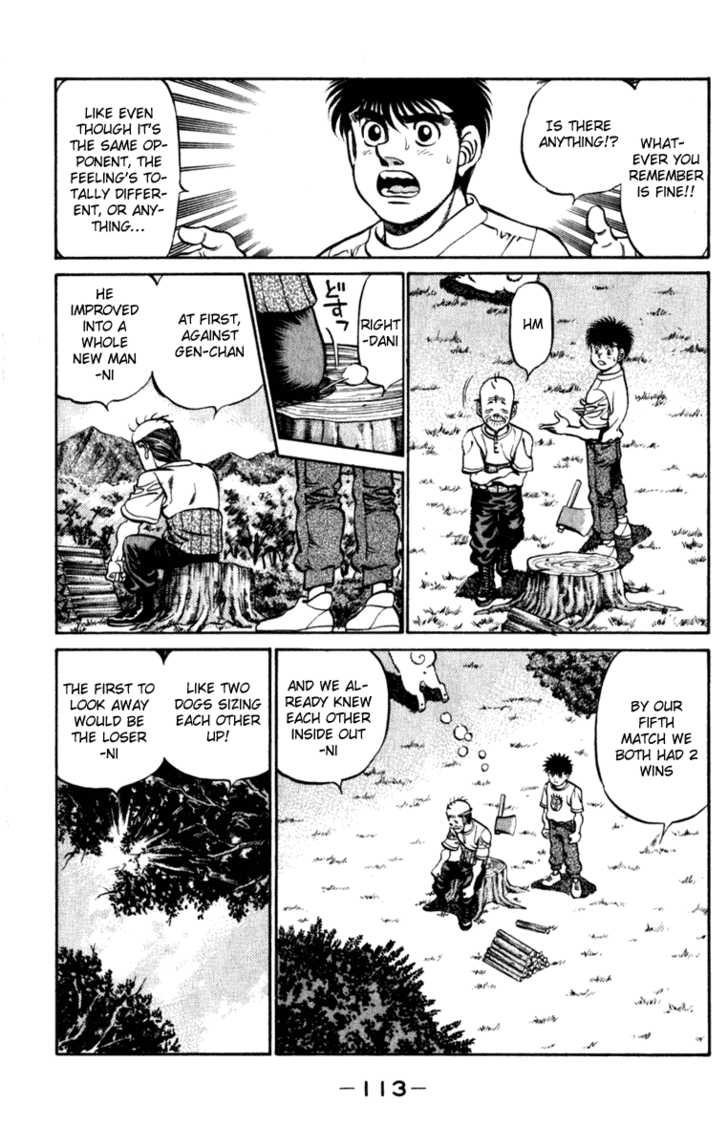 WHAT-
EVER YOU
REMEMBER
IS FINE!!
IS THERE
ANYTHING!?
LIKE EVEN
THOUGH IT'S
THE SAME OP-
PONENT, THE
FEELING'S TO-
TALLY DIFFER-
ENT, OR ANY-
THING...
HM
RIGHT
-DANI
どすっ
AT FIRST,
AGAINST
GEN-CHAN
HE
IMPROVED
INTO A
WHOLE
NEW MAN
-NI
BY OUR
FIFTH
MATCH WE
BOTH HAD 2
WINS
AND WE AL-
READY KNEW
EACH OTHER
INSIDE OUT
-NI
LIKE TWO
DOGS SIZING
EACH OTHER
UP!
THE FIRST TO
LOOK AWAY
WOULD BE
THE LOSER
-NI
-113-